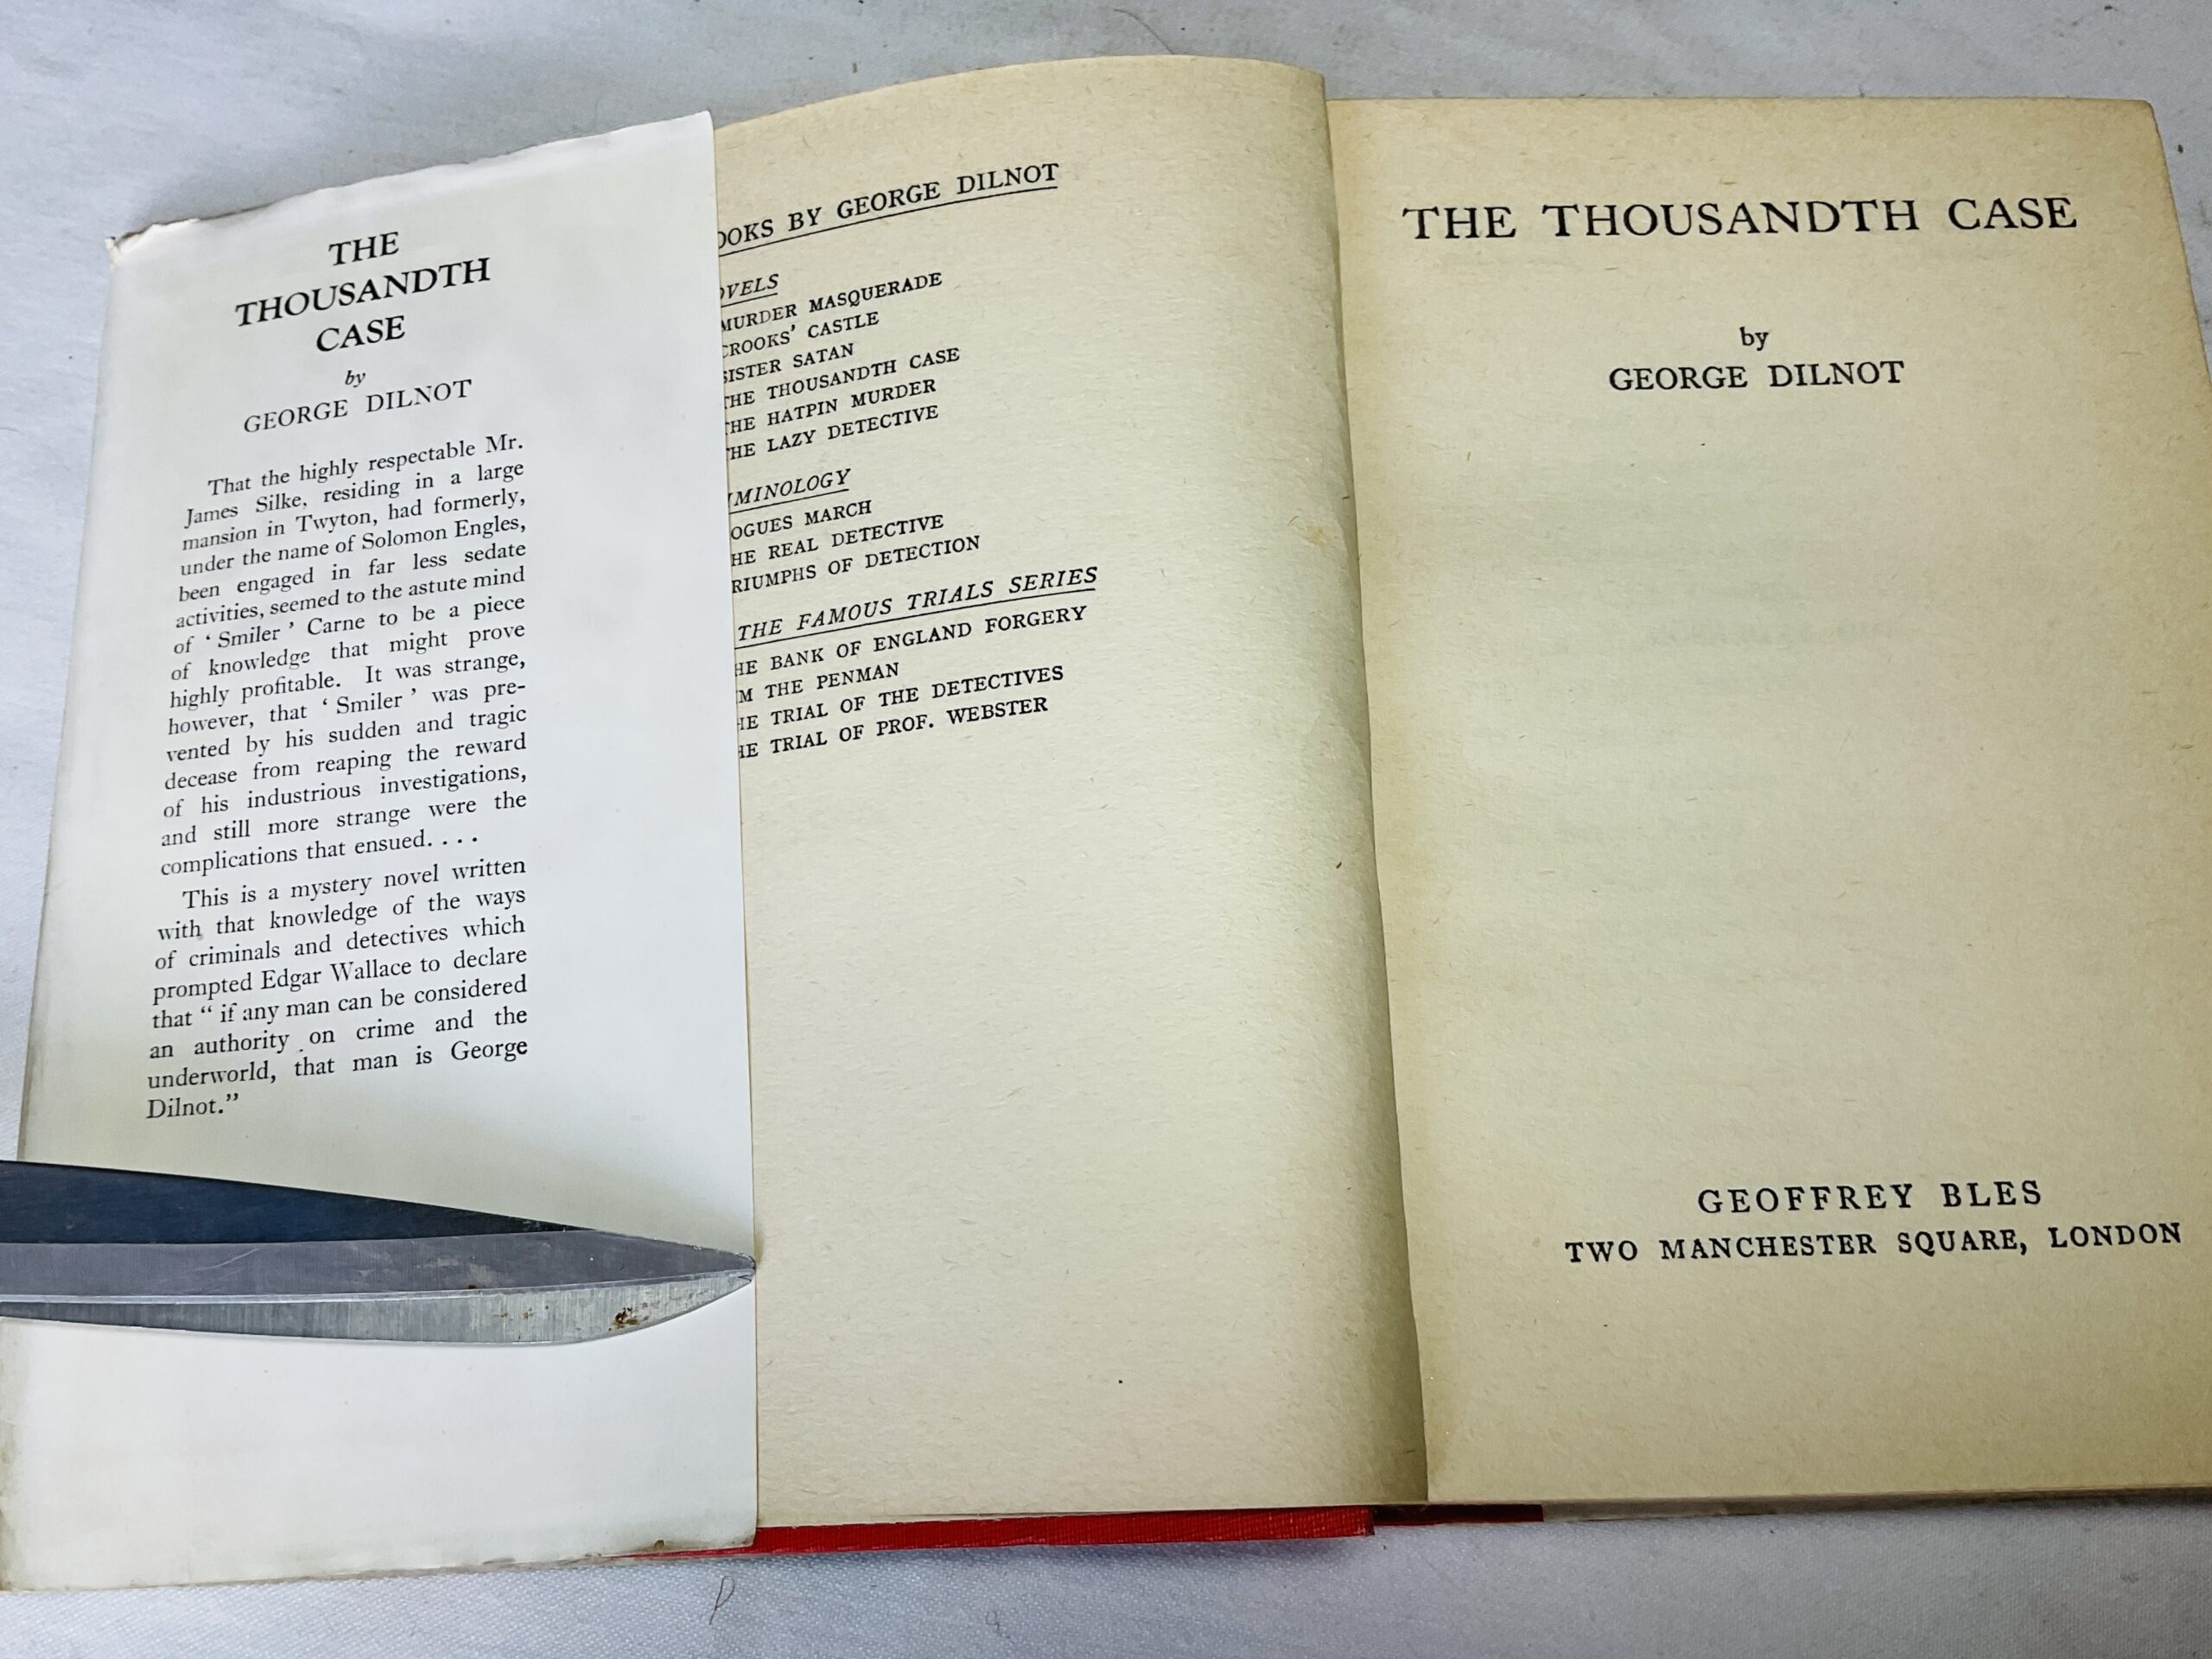 THE
THOUSANDTH
CASE
by
GEORGE DILNOT
That the highly respectable Mr.
James Silke, residing in a large
mansion in Twyton, had formerly,
under the name of Solomon Engles,
been engaged in far less sedate
activities, seemed to the astute mind
of ‘ Smiler ’ Carne to be a piece
of knowledge that might prove
highly profitable. It was strange,
however, that ‘ Smiler ’ was pre-
vented by his sudden and tragic
decease from reaping the reward
of his industrious investigations,
and still more strange were the
complications that ensued. . . .
This is a mystery novel written
with that knowledge of the ways
of criminals and detectives which
prompted Edgar Wallace to declare
that “ if any man can be considered
an authority on crime and the
underworld, that man is George
Dilnot.”
OOKS BY GEORGE DILNOT
OVELS
MURDER MASQUERADE
CROOKS’ CASTLE
SISTER SATAN
THE THOUSANDTH CASE
THE HATPIN MURDER
THE LAZY DETECTIVE
IMINOLOGY
OGUES MARCH
HE REAL DETECTIVE
RIUMPHS OF DETECTION
THE FAMOUS TRIALS SERIES
HE BANK OF ENGLAND FORGERY
M THE PENMAN
HE TRIAL OF THE DETECTIVES
HE TRIAL OF PROF. WEBSTER
THE THOUSANDTH CASE
by
GEORGE DILNOT
GEOFFREY BLES
TWO MANCHESTER SQUARE, LONDON